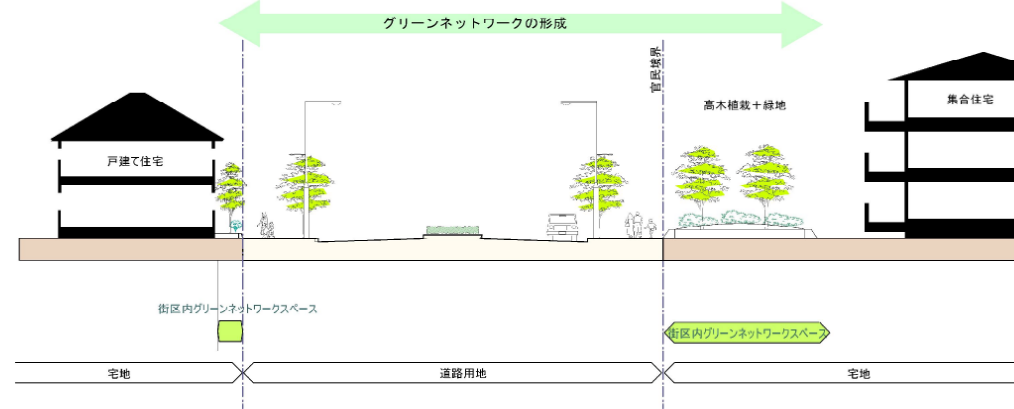 グリーンネットワークの形成
官民境界
高木植栽＋緑地
集合住宅
戸建て住宅
街区内グリーンネットワークスペース
街区内グリーンネットワークスペース
宅地
道路用地
宅地